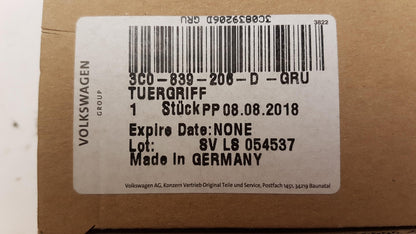 3C0839206D GRU
3823
VOLKSWAGEN
GROUP
3C0-839-206-D -GRU
TUERGRIFF
1 Stück PP 08.08.2018
Expire Date: NONE
Lot: SV LS 054537
Made in GERMANY
Volkswagen AG, Konzern Vertrieb Original Teile und Service, Postfach 1451, 34219 Baunatal